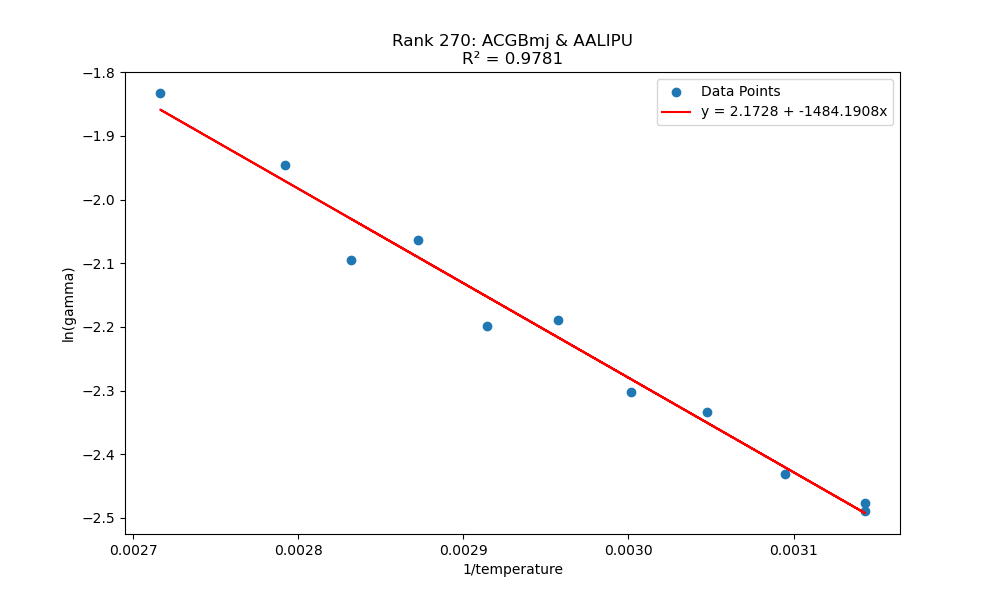 Rank 270: ACGBmj & AALIPU
R² = 0.9781
Data Points
y = 2.1728 + -1484.1908x
ln(gamma)
−1.8
−1.9
−2.0
−2.1
−2.2
−2.3
−2.4
−2.5
0.0027 0.0028 0.0029 0.0030 0.0031
1/temperature